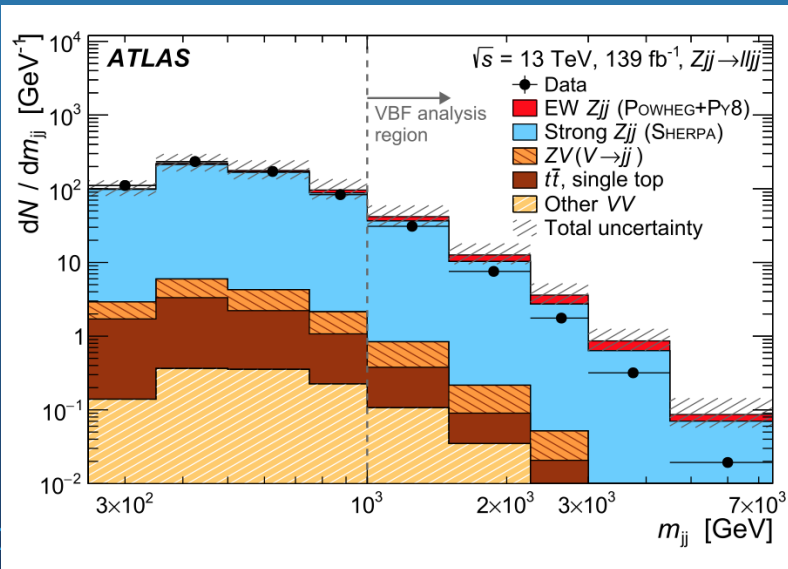 ATLAS
√s = 13 TeV, 139 fb⁻¹, Zjj→lljj
Data
EW Zjj (POWHEG+PY8)
Strong Zjj (SHERPA)
ZV(V→jj)
tt̄, single top
Other VV
Total uncertainty
VBF analysis
region
dN / dm_jj [GeV⁻¹]
10⁴
10³
10²
10
1
10⁻¹
10⁻²
3×10² 10³ 2×10³ 3×10³ 7×10³
m_jj [GeV]